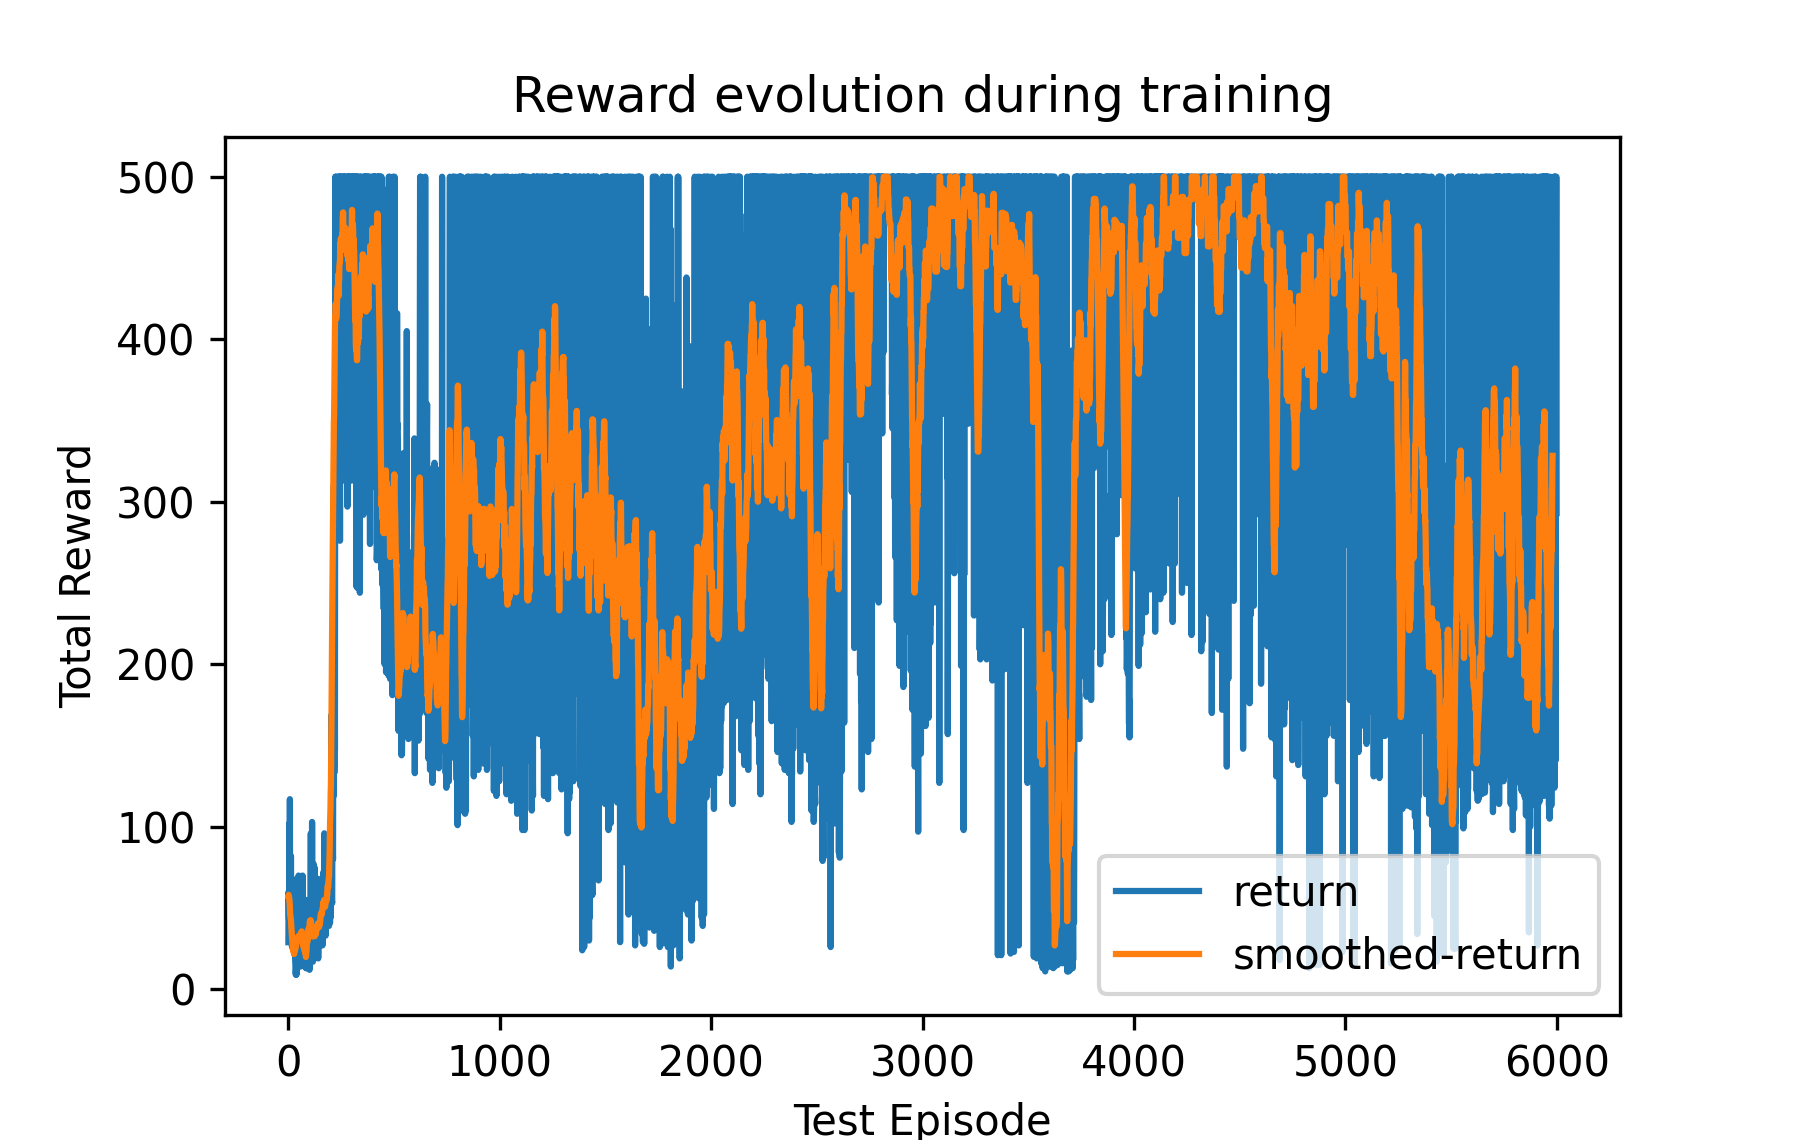 Reward evolution during training
Total Reward
500
400
300
200
100
0
return
smoothed-return
0 1000 2000 3000 4000 5000 6000
Test Episode